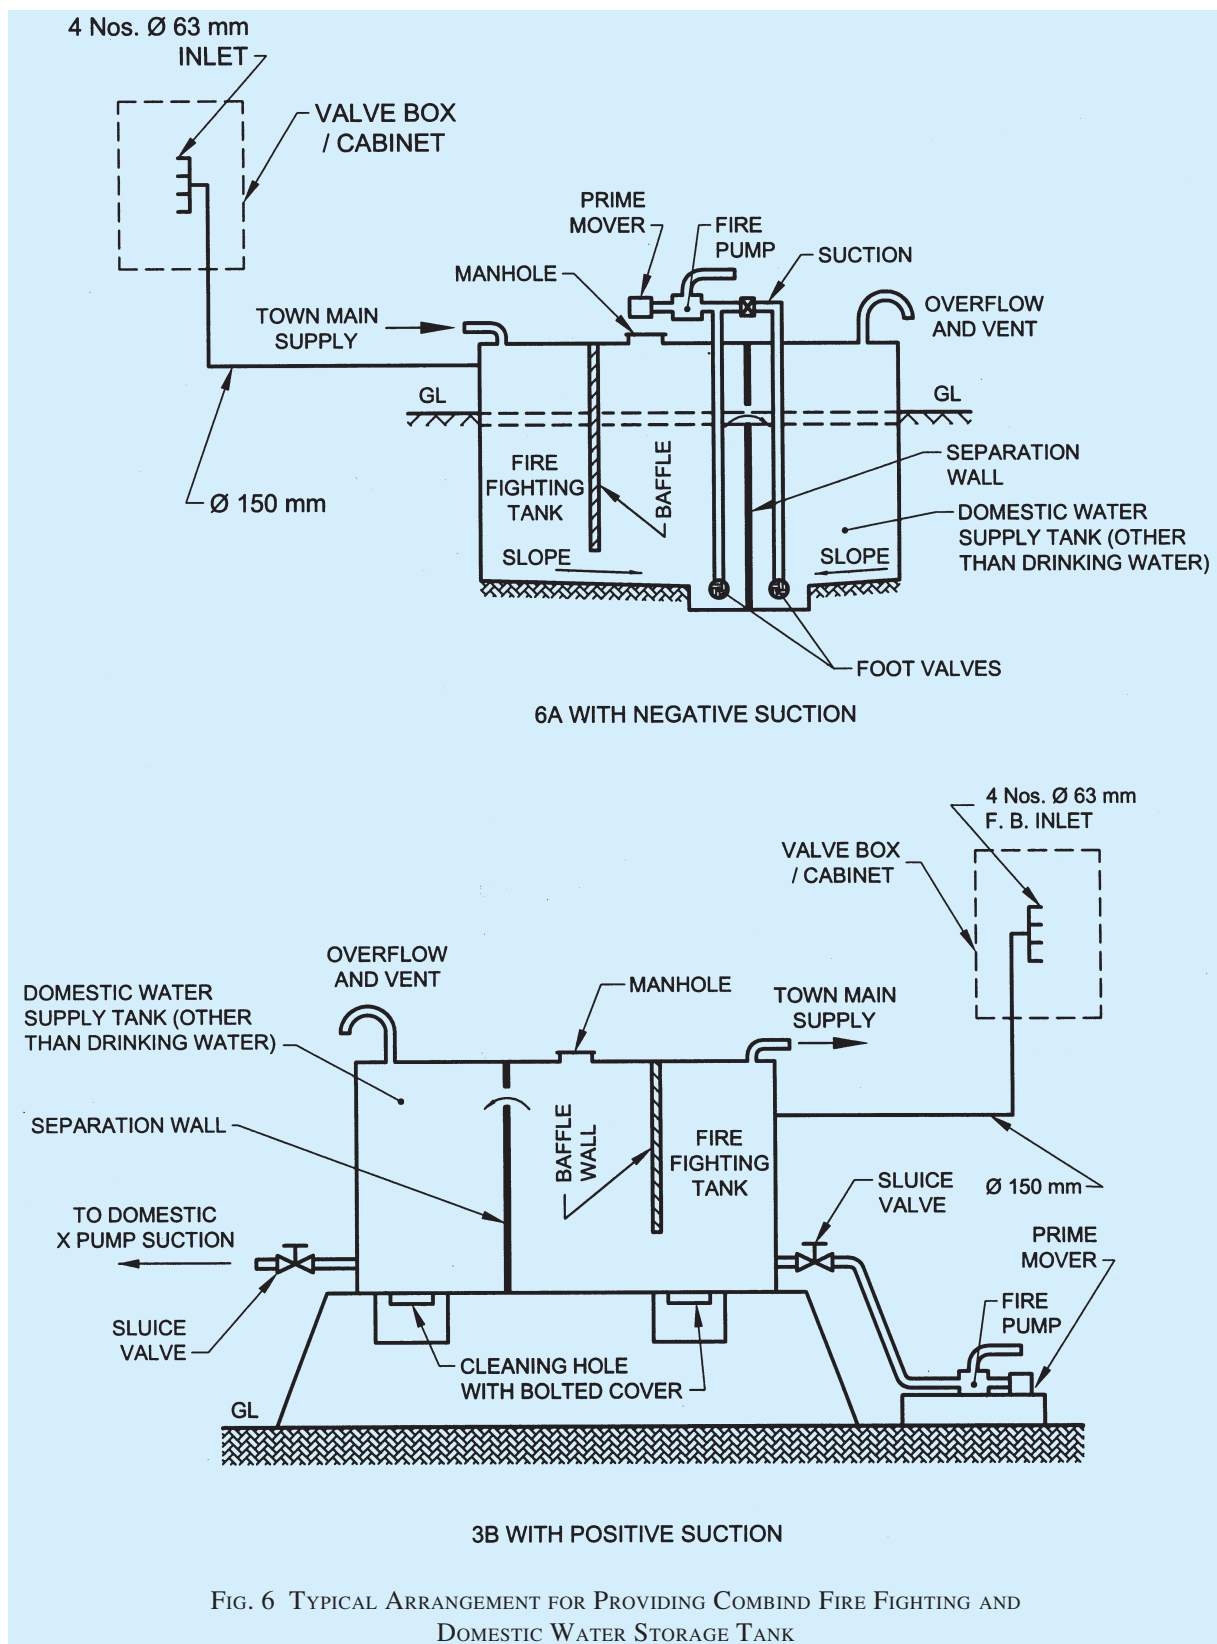 4 Nos. Ø 63 mm
INLET
VALVE BOX
/ CABINET
PRIME
MOVER
FIRE
PUMP
SUCTION
MANHOLE
OVERFLOW
AND VENT
TOWN MAIN
SUPPLY
GL
GL
FIRE
FIGHTING
TANK
BAFFLE
SEPARATION
WALL
Ø 150 mm
DOMESTIC WATER
SUPPLY TANK (OTHER
THAN DRINKING WATER)
SLOPE
SLOPE
FOOT VALVES
6A WITH NEGATIVE SUCTION
4 Nos. Ø 63 mm
F. B. INLET
VALVE BOX
/ CABINET
OVERFLOW
AND VENT
MANHOLE
TOWN MAIN
SUPPLY
DOMESTIC WATER
SUPPLY TANK (OTHER
THAN DRINKING WATER)
SEPARATION WALL
BAFFLE
WALL
FIRE
FIGHTING
TANK
SLUICE
VALVE
Ø 150 mm
TO DOMESTIC
X PUMP SUCTION
PRIME
MOVER
FIRE
PUMP
SLUICE
VALVE
CLEANING HOLE
WITH BOLTED COVER
GL
3B WITH POSITIVE SUCTION
FIG. 6 TYPICAL ARRANGEMENT FOR PROVIDING COMBIND FIRE FIGHTING AND
DOMESTIC WATER STORAGE TANK